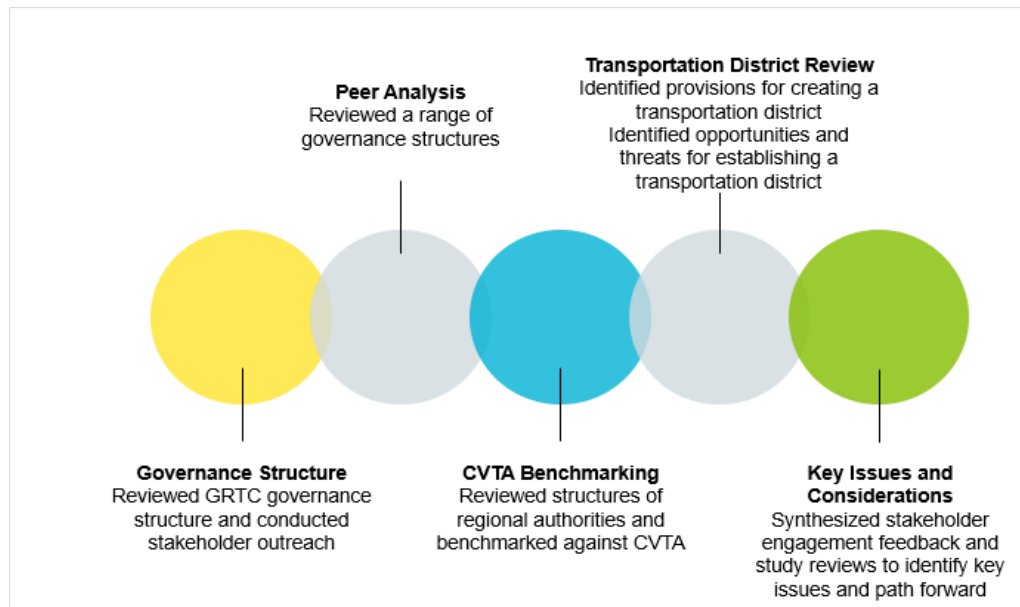 Peer Analysis
Reviewed a range of
governance structures
Transportation District Review
Identified provisions for creating a
transportation district
Identified opportunities and
threats for establishing a
transportation district
Governance Structure
Reviewed GRTC governance
structure and conducted
stakeholder outreach
CVTA Benchmarking
Reviewed structures of
regional authorities and
benchmarked against CVTA
Key Issues and
Considerations
Synthesized stakeholder
engagement feedback and
study reviews to identify key
issues and path forward